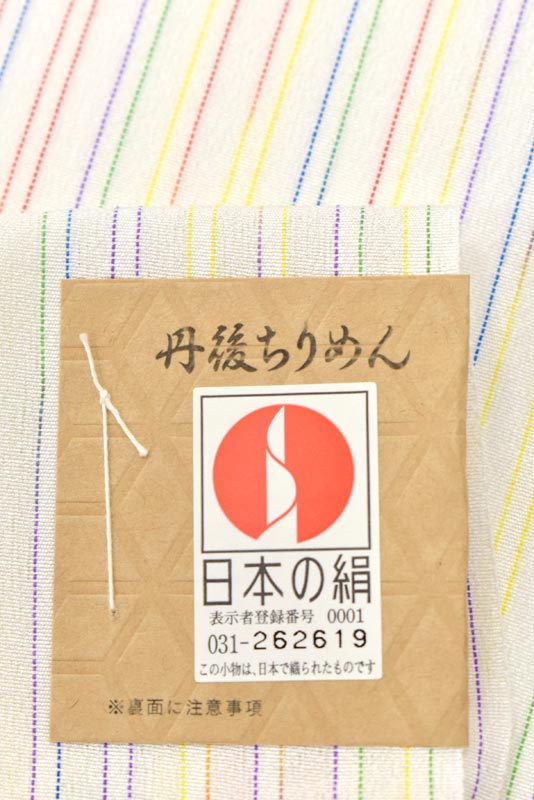 丹後ちりめん
日本の絹
表示者登録番号 0001
031-262619
この小物は、日本で織られたものです
※裏面に注意事項